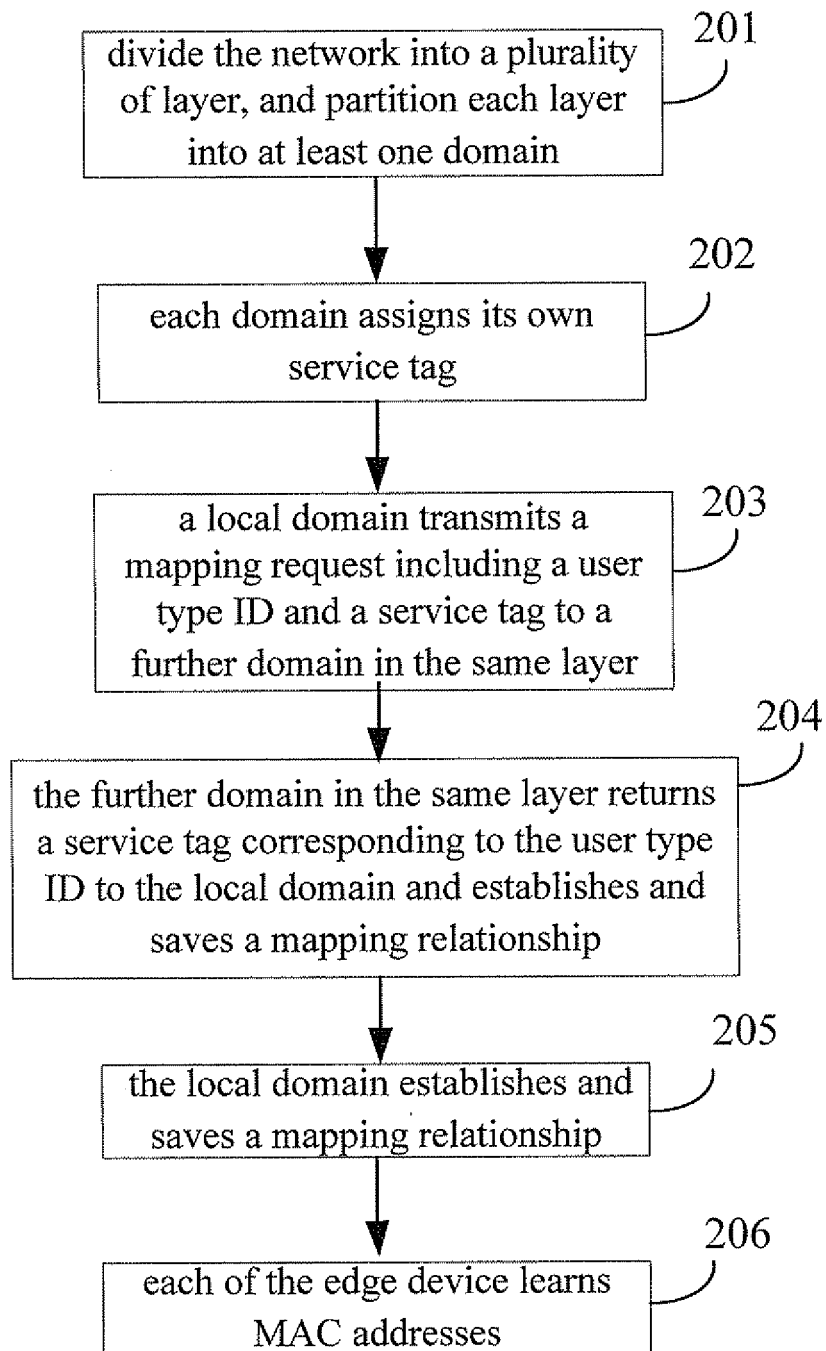 201
divide the network into a plurality
of layer, and partition each layer
into at least one domain
202
each domain assigns its own
service tag
203
a local domain transmits a
mapping request including a user
type ID and a service tag to a
further domain in the same layer
204
the further domain in the same layer returns
a service tag corresponding to the user type
ID to the local domain and establishes and
saves a mapping relationship
205
the local domain establishes and
saves a mapping relationship
206
each of the edge device learns
MAC addresses